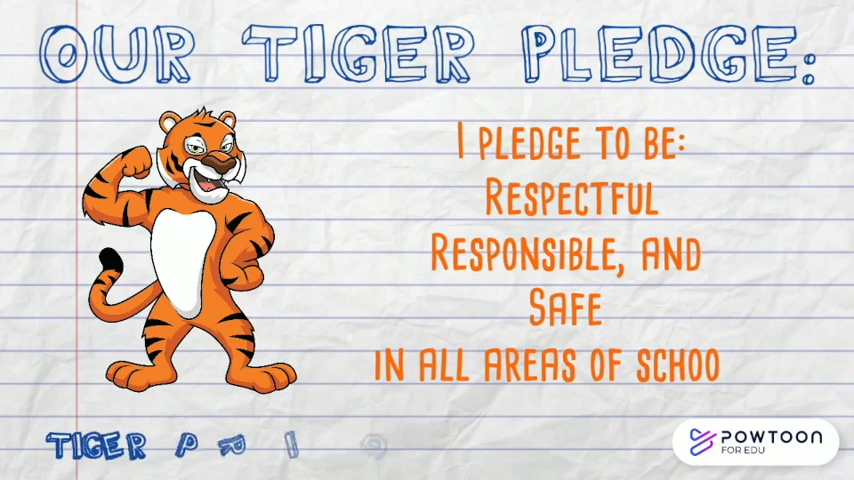 OUR TIGER PLEDGE:
I PLEDGE TO BE:
RESPECTFUL
RESPONSIBLE, AND
SAFE
IN ALL AREAS OF SCHOO
TIGER P R I
POWTOON
FOR EDU